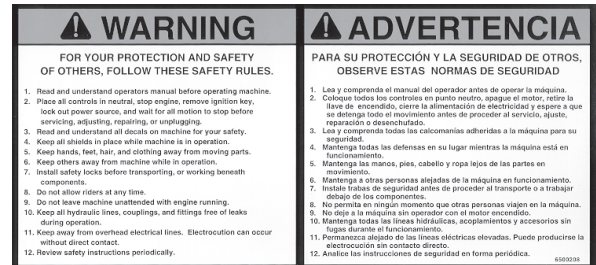 WARNING
FOR YOUR PROTECTION AND SAFETY
OF OTHERS, FOLLOW THESE SAFETY RULES.
1. Read and understand operators manual before operating machine.
2. Place all controls in neutral, stop engine, remove ignition key,
lock out power source, and wait for all motion to stop before
servicing, adjusting, repairing, or unplugging.
3. Read and understand all decals on machine for your safety.
4. Keep all shields in place while machine is in operation.
5. Keep hands, feet, hair, and clothing away from moving parts.
6. Keep others away from machine while in operation.
7. Install safety locks before transporting, or working beneath
components.
8. Do not allow riders at any time.
9. Do not leave machine unattended with engine running.
10. Keep all hydraulic lines, couplings, and fittings free of leaks
during operation.
11. Keep away from overhead electrical lines. Electrocution can occur
without direct contact.
12. Review safety instructions periodically.
ADVERTENCIA
PARA SU PROTECCIÓN Y LA SEGURIDAD DE OTROS,
OBSERVE ESTAS NORMAS DE SEGURIDAD
1. Lea y comprenda el manual del operador antes de operar la máquina.
2. Coloque todos los controles en punto neutro, apague el motor, retire la
llave de encendido, cierre la alimentación de electricidad y espere a que
se detenga todo el movimiento antes de proceder al servicio, ajuste,
reparación o desenchufado.
3. Lea y comprenda todas las calcomanías adheridas a la máquina para su
seguridad.
4. Mantenga todas las defensas en su lugar mientras la máquina está en
funcionamiento.
5. Mantenga las manos, pies, cabello y ropa lejos de las partes en
movimiento.
6. Mantenga a otras personas alejadas de la máquina en funcionamiento.
7. Instale trabas de seguridad antes de proceder al transporte o a trabajar
debajo de los componentes.
8. No permita en ningún momento que otras personas viajen en la máquina.
9. No deje a la máquina sin operador con el motor encendido.
10. Mantenga todas las líneas hidráulicas, acoplamientos y accesorios sin
fugas durante el funcionamiento.
11. Permanezca alejado de las líneas eléctricas elevadas. Puede producirse la
electrocución sin contacto directo.
12. Analice las instrucciones de seguridad en forma periódica.
6500208